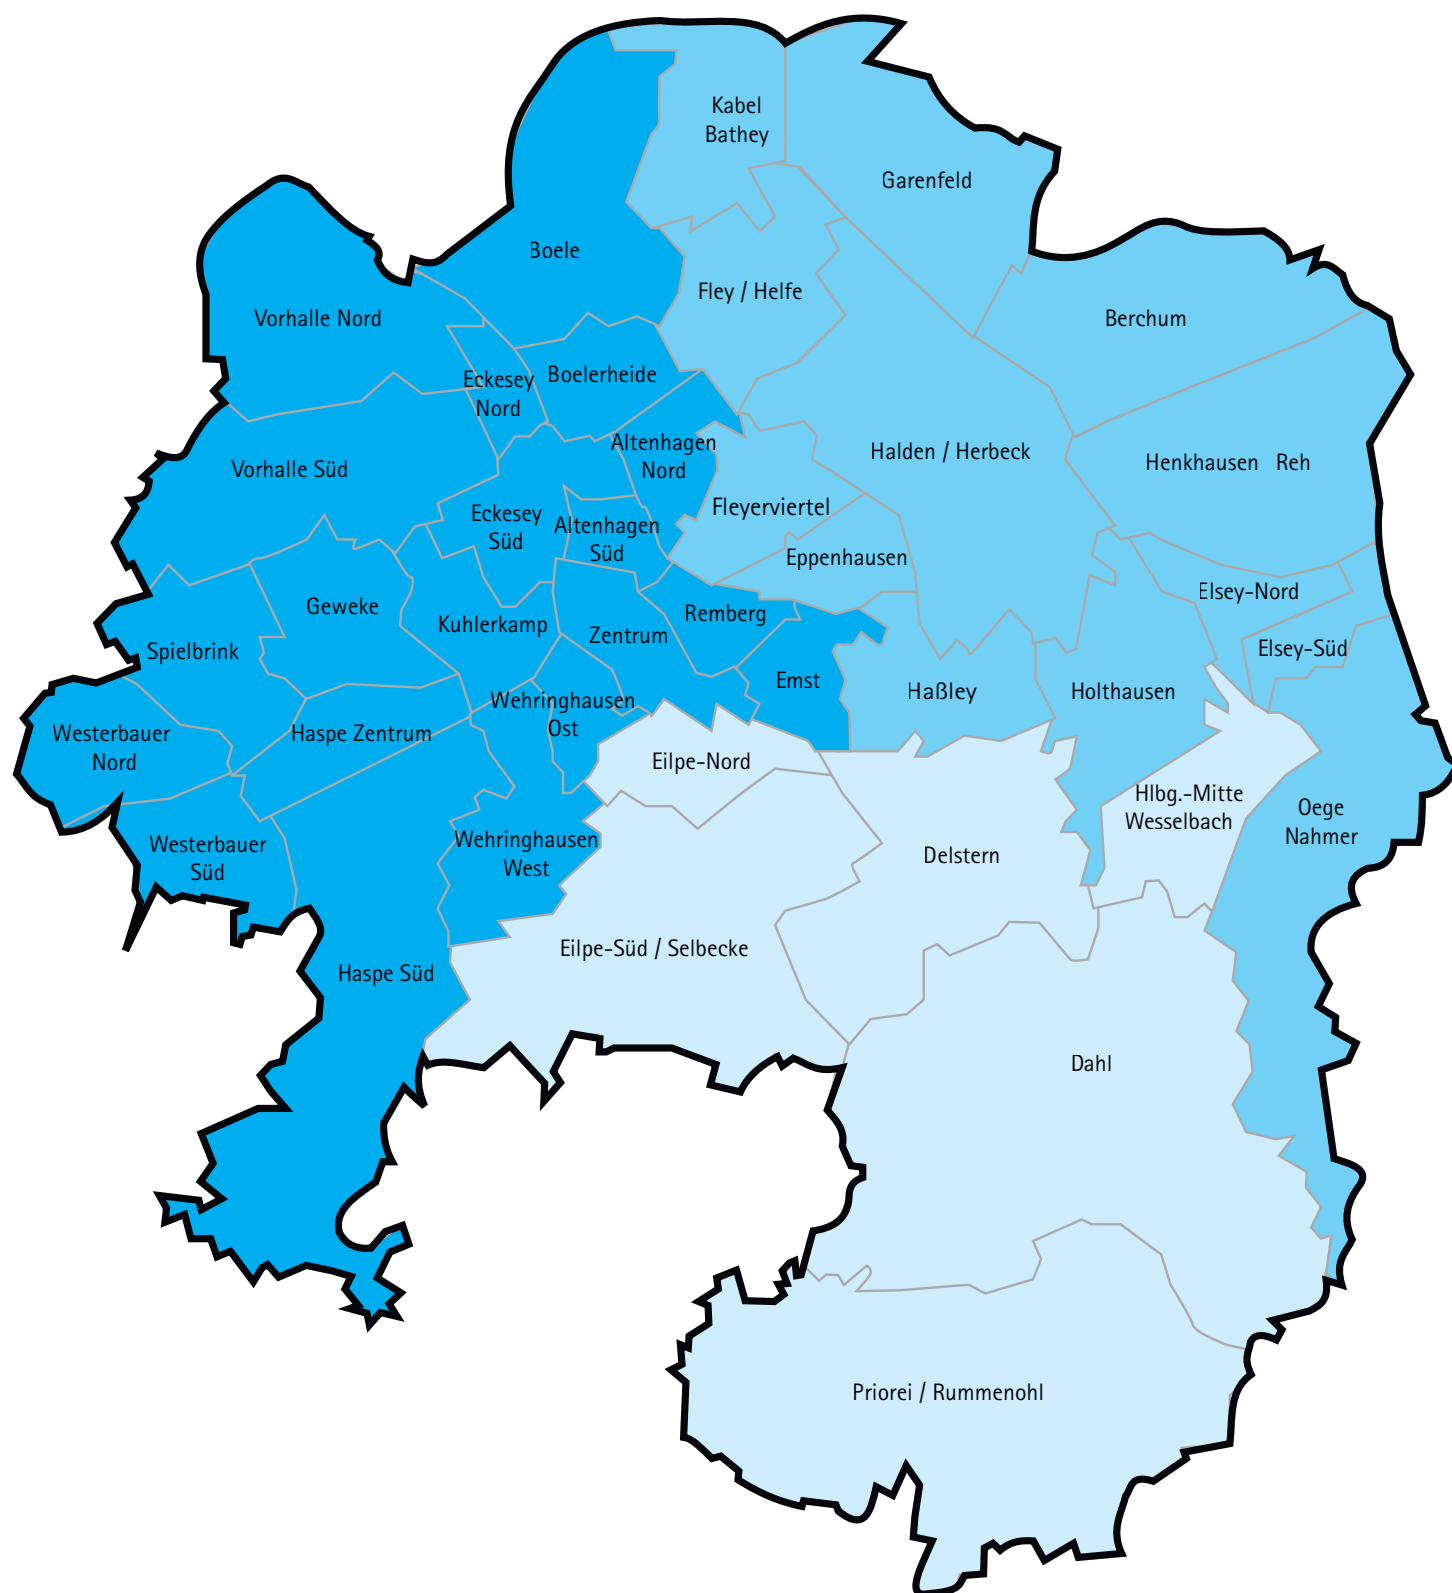 Kabel
Bathey
Garenfeld
Boele
Fley / Helfe
Vorhalle Nord
Berchum
Eckesey
Nord
Boelerheide
Altenhagen
Nord
Halden / Herbeck
Henkhausen Reh
Vorhalle Süd
Fleyerviertel
Eckesey
Süd
Altenhagen
Süd
Eppenhausen
Elsey-Nord
Geweke
Kuhlerkamp
Zentrum
Remberg
Spielbrink
Elsey-Süd
Emst
Haßley
Holthausen
Wehringhausen
Ost
Westerbauer
Nord
Haspe Zentrum
Eilpe-Nord
Hlbg.-Mitte
Wesselbach
Oege
Nahmer
Westerbauer
Süd
Wehringhausen
West
Delstern
Eilpe-Süd / Selbecke
Haspe Süd
Dahl
Priorei / Rummenohl